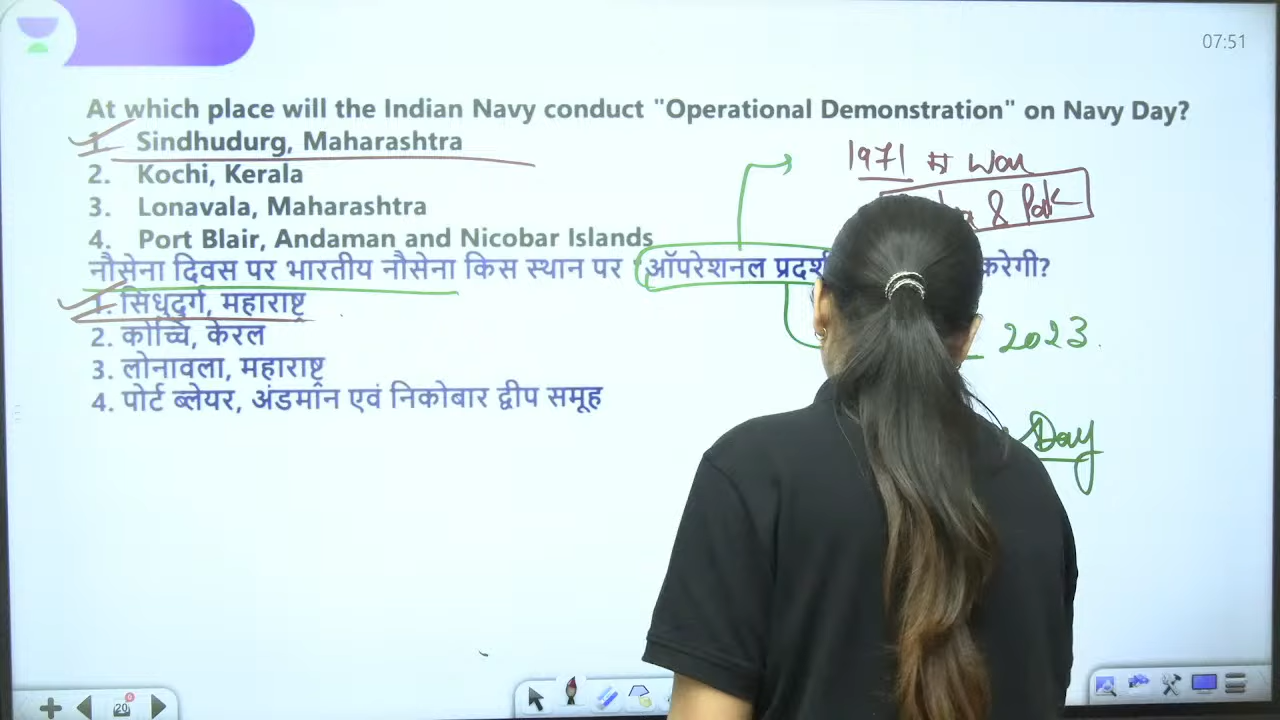 07:51
At which place will the Indian Navy conduct "Operational Demonstration" on Navy Day?
1. Sindhudurg, Maharashtra
2. Kochi, Kerala
3. Lonavala, Maharashtra
4. Port Blair, Andaman and Nicobar Islands
1971 # War
& Pak
नौसेना दिवस पर भारतीय नौसेना किस स्थान पर "ऑपरेशनल करेगी?
1. सिंधुदुर्ग, महाराष्ट्र
2. कोच्चि, केरल
3. लोनावला, महाराष्ट्र
4. पोर्ट ब्लेयर, अंडमान एवं निकोबार द्वीप समूह
2023.
Day
20